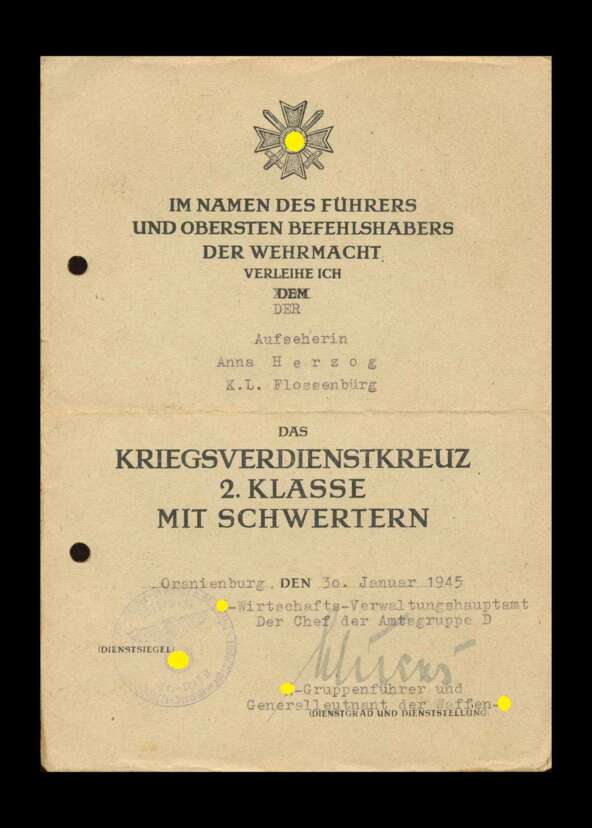 IM NAMEN DES FÜHRERS
UND OBERSTEN BEFEHLSHABERS
DER WEHRMACHT
VERLEIHE ICH
DEM
DER
Aufseherin
Anna Herzog
K.L. Flossenbürg
DAS
KRIEGSVERDIENSTKREUZ
2. KLASSE
MIT SCHWERTERN
Oranienburg, DEN 30. Januar 1945
-Wirtschafts-Verwaltungshauptamt
Der Chef der Amtsgruppe D
(DIENSTSIEGEL)
-Gruppenführer und
Generalleutnant der Waffen-
(DIENSTGRAD UND DIENSTSTELLUNG)